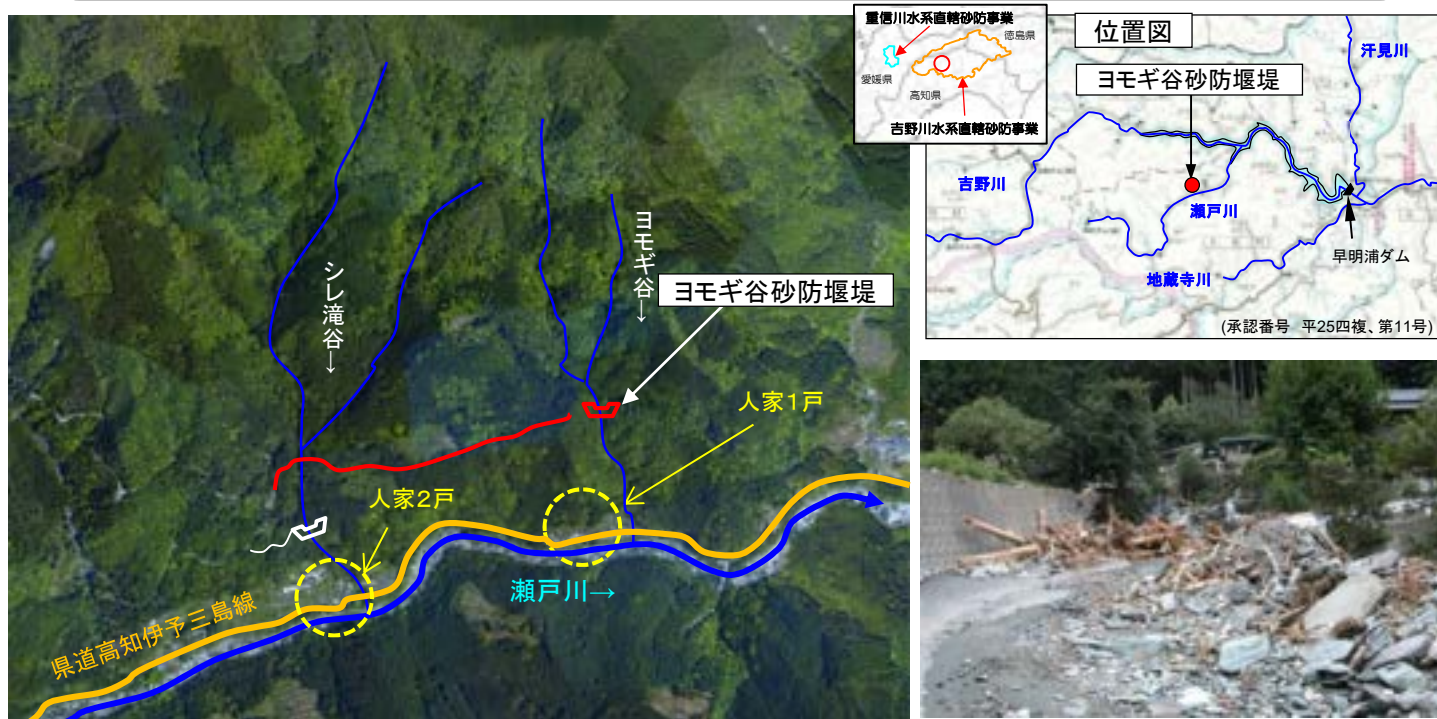 重信川水系直轄砂防事業
徳島県
愛媛県
高知県
吉野川水系直轄砂防事業
位置図
汗見川
ヨモギ谷砂防堰堤
吉野川
瀬戸川
早明浦ダム
地蔵寺川
(承認番号 平25四複、第11号)
シレ滝谷→
ヨモギ谷→
ヨモギ谷砂防堰堤
人家1戸
人家2戸
瀬戸川→
県道高知伊予三島線